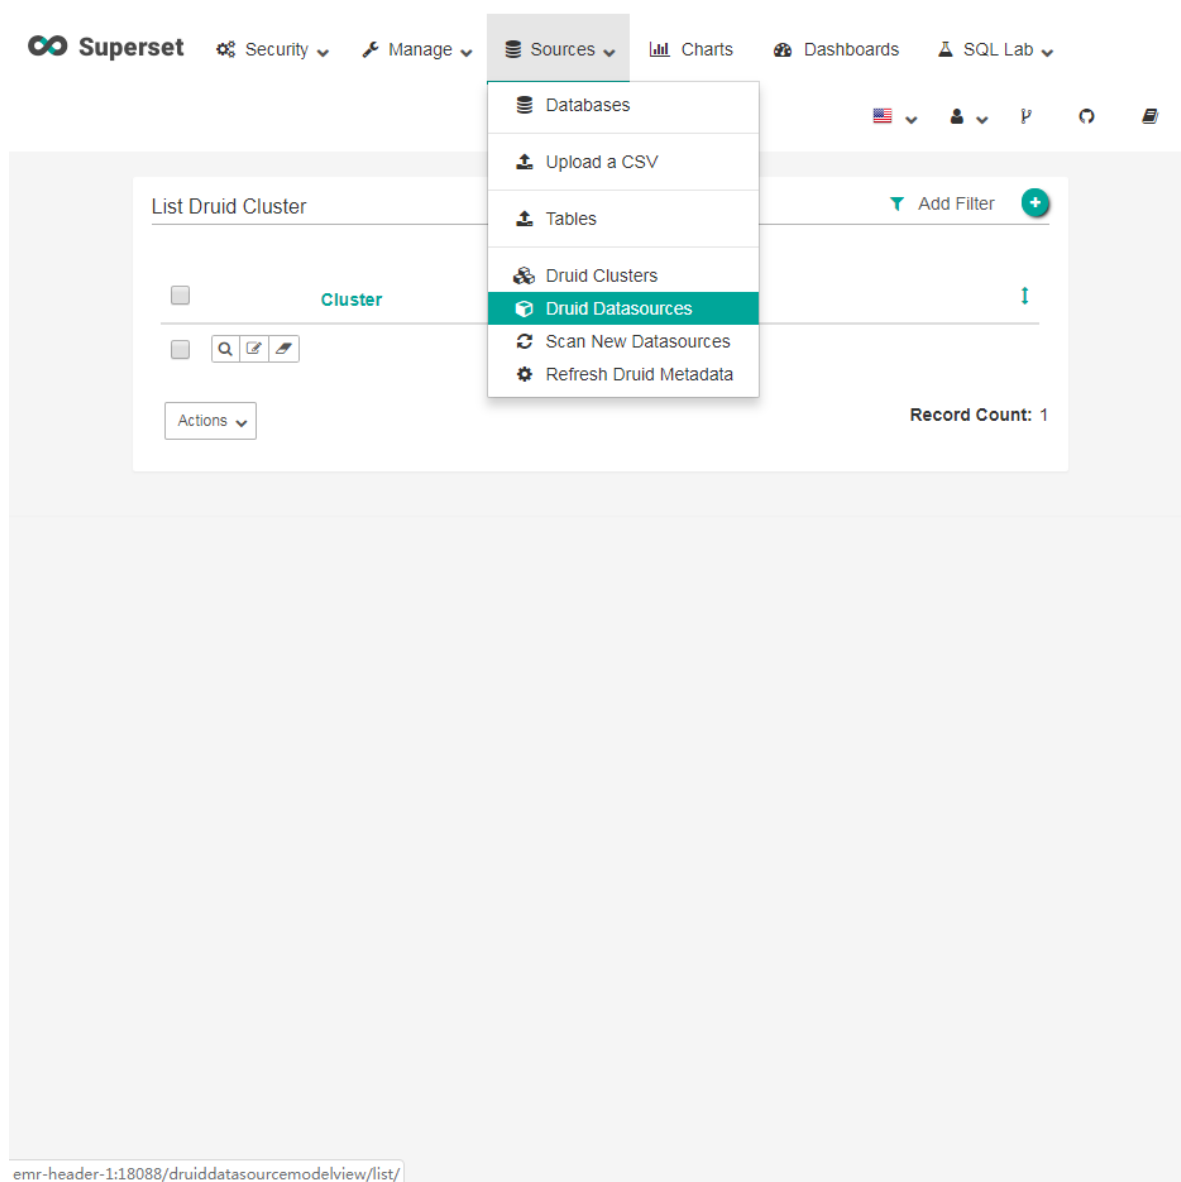 Superset Security Manage Sources Charts Dashboards SQL Lab
Databases
Upload a CSV
Tables
Druid Clusters
Druid Datasources
Scan New Datasources
Refresh Druid Metadata
List Druid Cluster
Add Filter
Cluster
Actions
Record Count: 1
emr-header-1:18088/druiddatasourcemodelview/list/